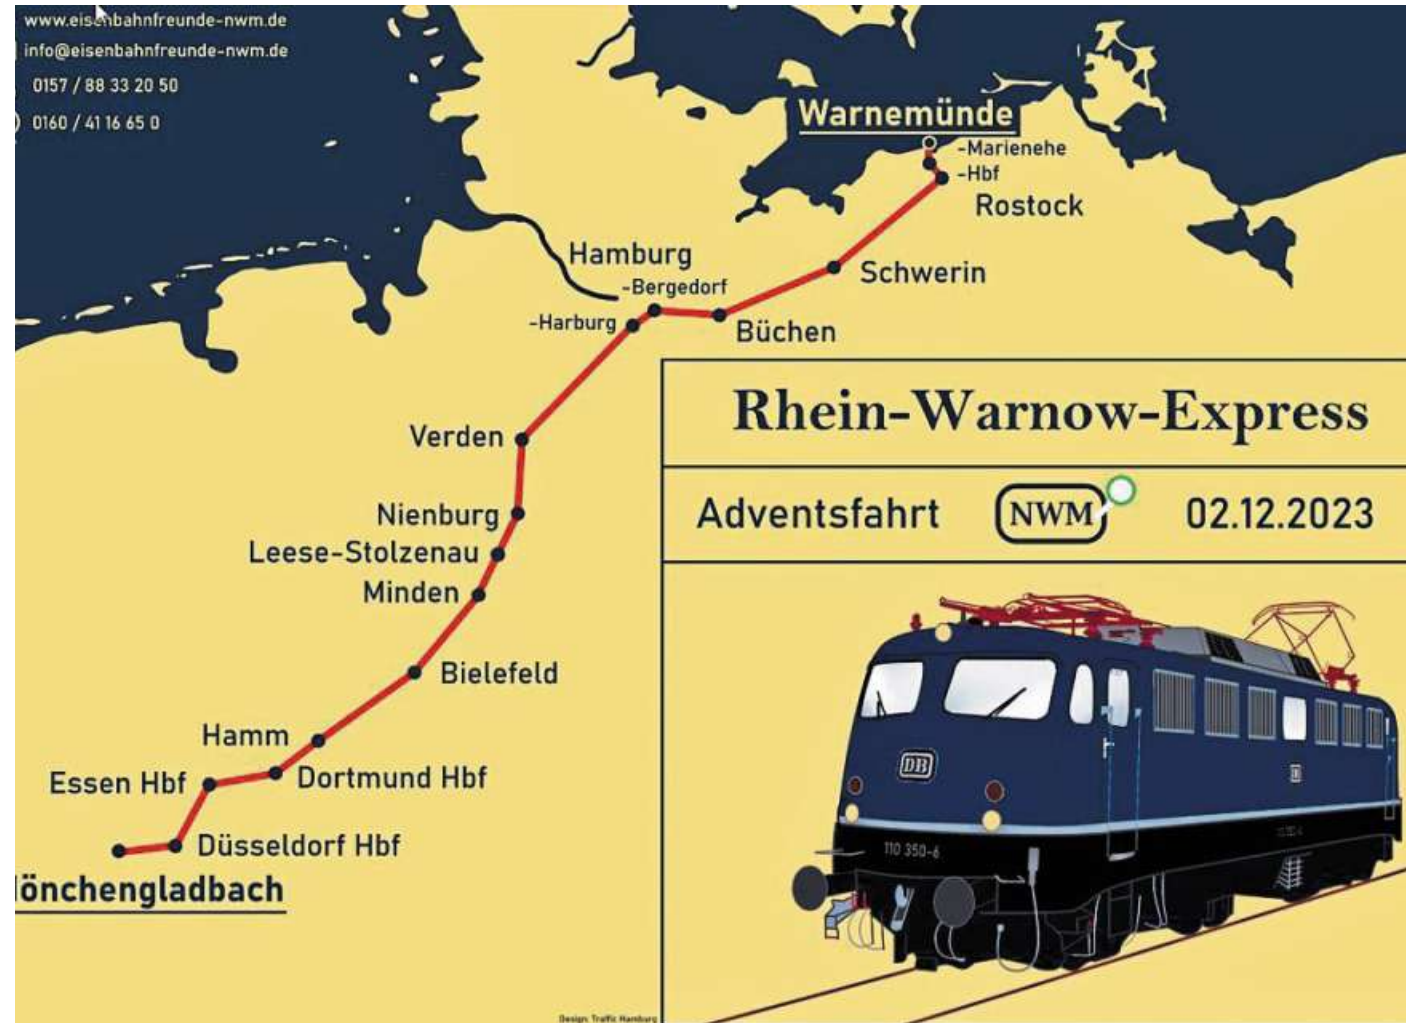 www.eisenbahnfreunde-nwm.de
info@eisenbahnfreunde-nwm.de
0157 / 88 33 20 50
0160 / 41 16 65 0
Warnemünde
-Marienehe
-Hbf
Rostock
Hamburg
-Bergedorf
-Harburg
Schwerin
Büchen
Verden
Nienburg
Leese-Stolzenau
Minden
Bielefeld
Hamm
Essen Hbf
Dortmund Hbf
Düsseldorf Hbf
önchengladbach
Rhein-Warnow-Express
Adventsfahrt NWM 02.12.2023
DB
110 350-6
Design: Traffic Hamburg